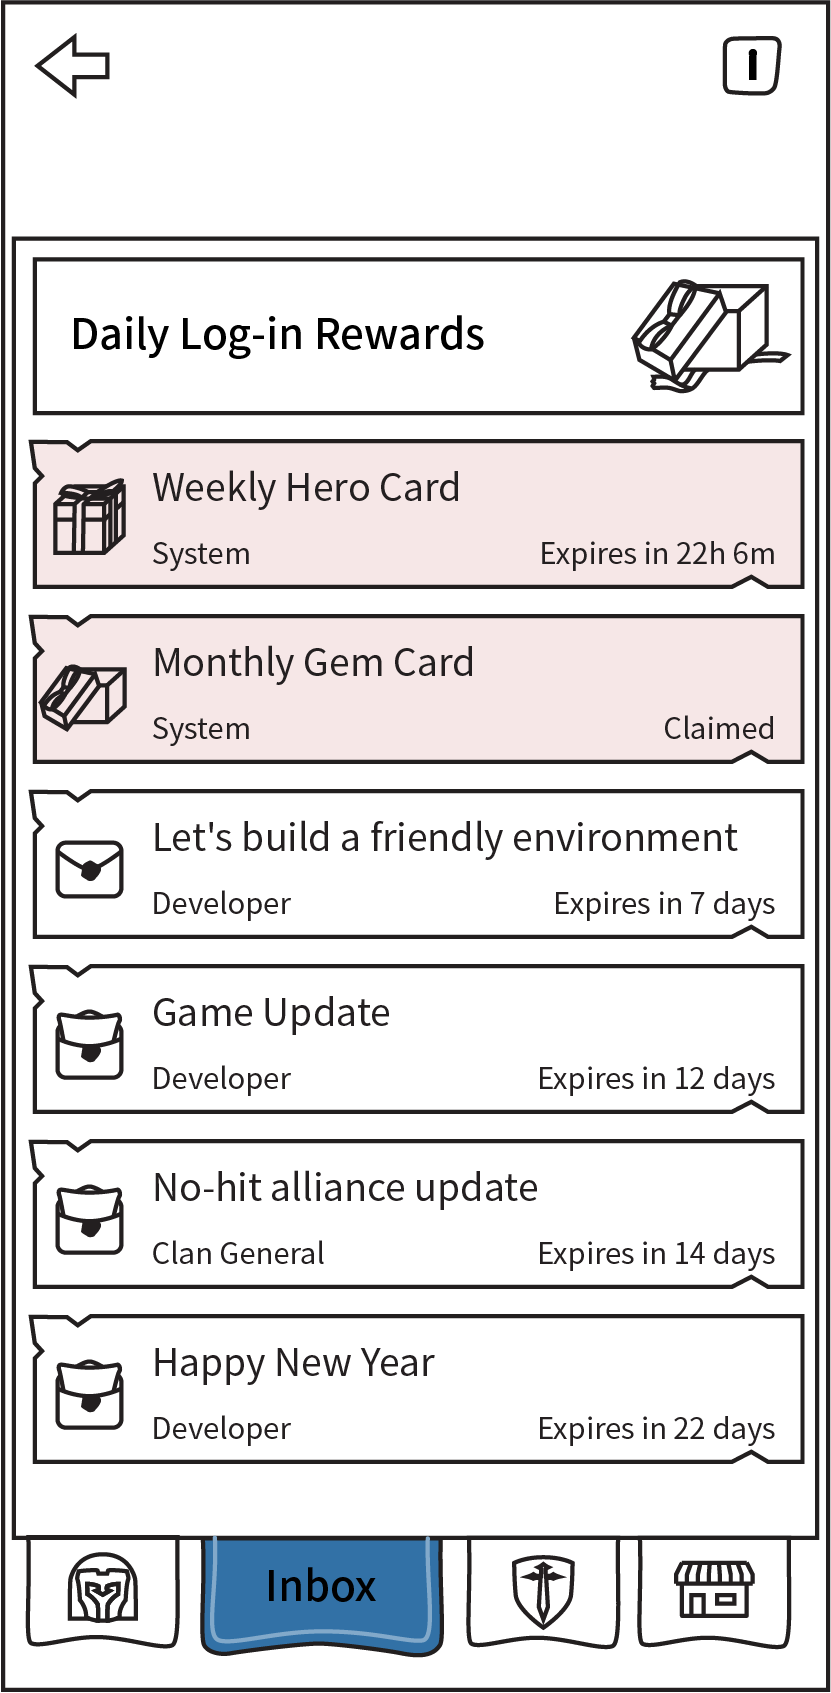 I
Daily Log-in Rewards
Weekly Hero Card
System Expires in 22h 6m
Monthly Gem Card
System Claimed
Let's build a friendly environment
Developer Expires in 7 days
Game Update
Developer Expires in 12 days
No-hit alliance update
Clan General Expires in 14 days
Happy New Year
Developer Expires in 22 days
Inbox